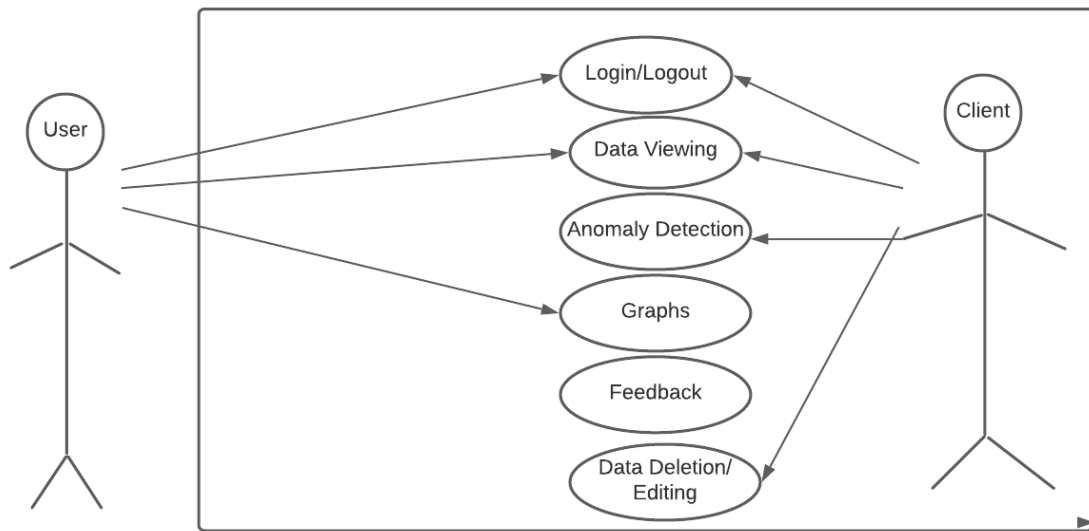 Login/Logout
User
Client
Data Viewing
Anomaly Detection
Graphs
Feedback
Data Deletion/
Editing